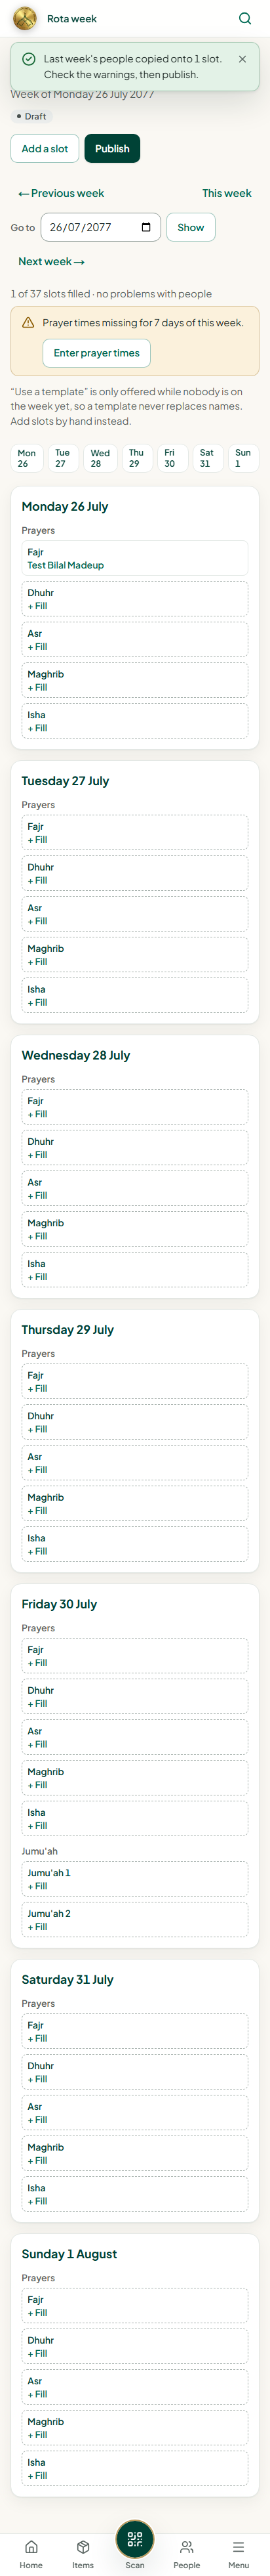 Rota week
Last week's people copied onto 1 slot.
Check the warnings, then publish.
Week of Monday 26 July 2077
Draft
Add a slot
Publish
← Previous week
This week
Go to
26/07/2077
Show
Next week →
1 of 37 slots filled · no problems with people
Prayer times missing for 7 days of this week.
Enter prayer times
“Use a template” is only offered while nobody is on
the week yet, so a template never replaces names.
Add slots by hand instead.
Mon 26
Tue 27
Wed 28
Thu 29
Fri 30
Sat 31
Sun 1
Monday 26 July
Prayers
Fajr
Test Bilal Madeup
Dhuhr
+ Fill
Asr
+ Fill
Maghrib
+ Fill
Isha
+ Fill
Tuesday 27 July
Prayers
Fajr
+ Fill
Dhuhr
+ Fill
Asr
+ Fill
Maghrib
+ Fill
Isha
+ Fill
Wednesday 28 July
Prayers
Fajr
+ Fill
Dhuhr
+ Fill
Asr
+ Fill
Maghrib
+ Fill
Isha
+ Fill
Thursday 29 July
Prayers
Fajr
+ Fill
Dhuhr
+ Fill
Asr
+ Fill
Maghrib
+ Fill
Isha
+ Fill
Friday 30 July
Prayers
Fajr
+ Fill
Dhuhr
+ Fill
Asr
+ Fill
Maghrib
+ Fill
Isha
+ Fill
Jumu'ah
Jumu'ah 1
+ Fill
Jumu'ah 2
+ Fill
Saturday 31 July
Prayers
Fajr
+ Fill
Dhuhr
+ Fill
Asr
+ Fill
Maghrib
+ Fill
Isha
+ Fill
Sunday 1 August
Prayers
Fajr
+ Fill
Dhuhr
+ Fill
Asr
+ Fill
Maghrib
+ Fill
Isha
+ Fill
Home
Items
Scan
People
Menu